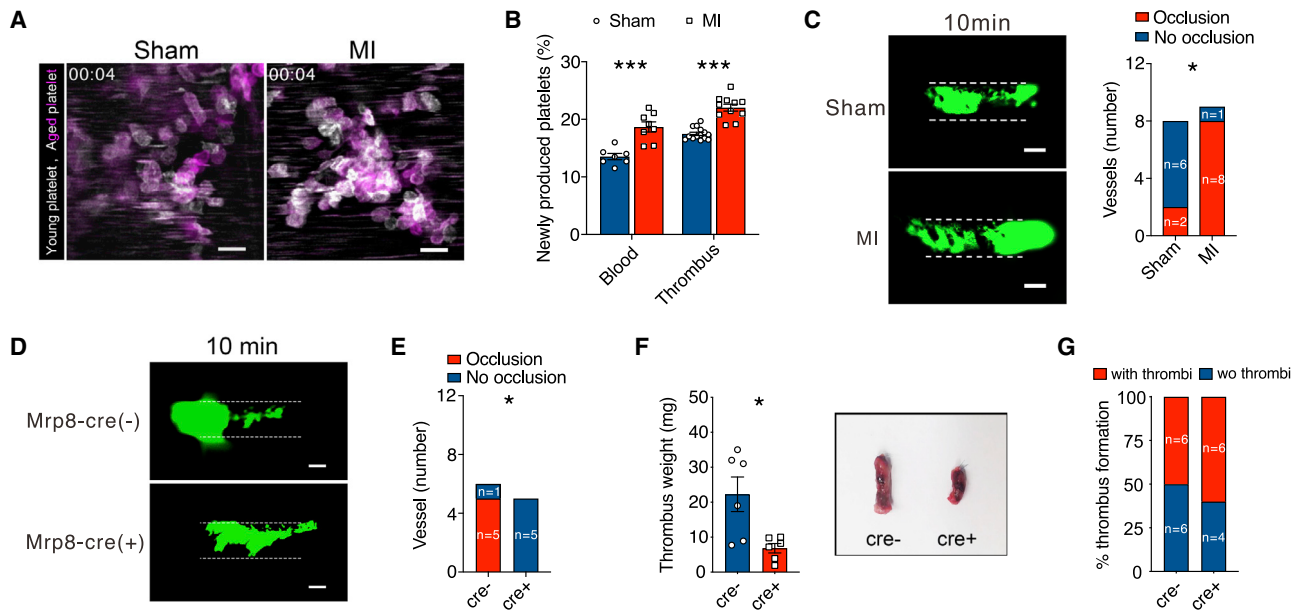 A
Sham
MI
Young platelet, Aged platelet
00:04
00:04
B
Sham
MI
Newly produced platelets (%)
30
20
10
0
***
***
Blood
Thrombus
C
10min
Sham
MI
Occlusion
No occlusion
Vessels (number)
12
8
4
0
*
n=6
n=2
n=1
n=8
Sham
MI
D
10 min
Mrp8-cre(-)
Mrp8-cre(+)
E
Occlusion
No occlusion
Vessel (number)
12
8
4
0
*
n=1
n=5
n=5
cre-
cre+
F
Thrombus weight (mg)
50
40
30
20
10
0
*
cre-
cre+
cre-
cre+
G
with thrombi
wo thrombi
% thrombus formation
100
75
50
25
0
n=6
n=6
n=6
n=4
cre-
cre+